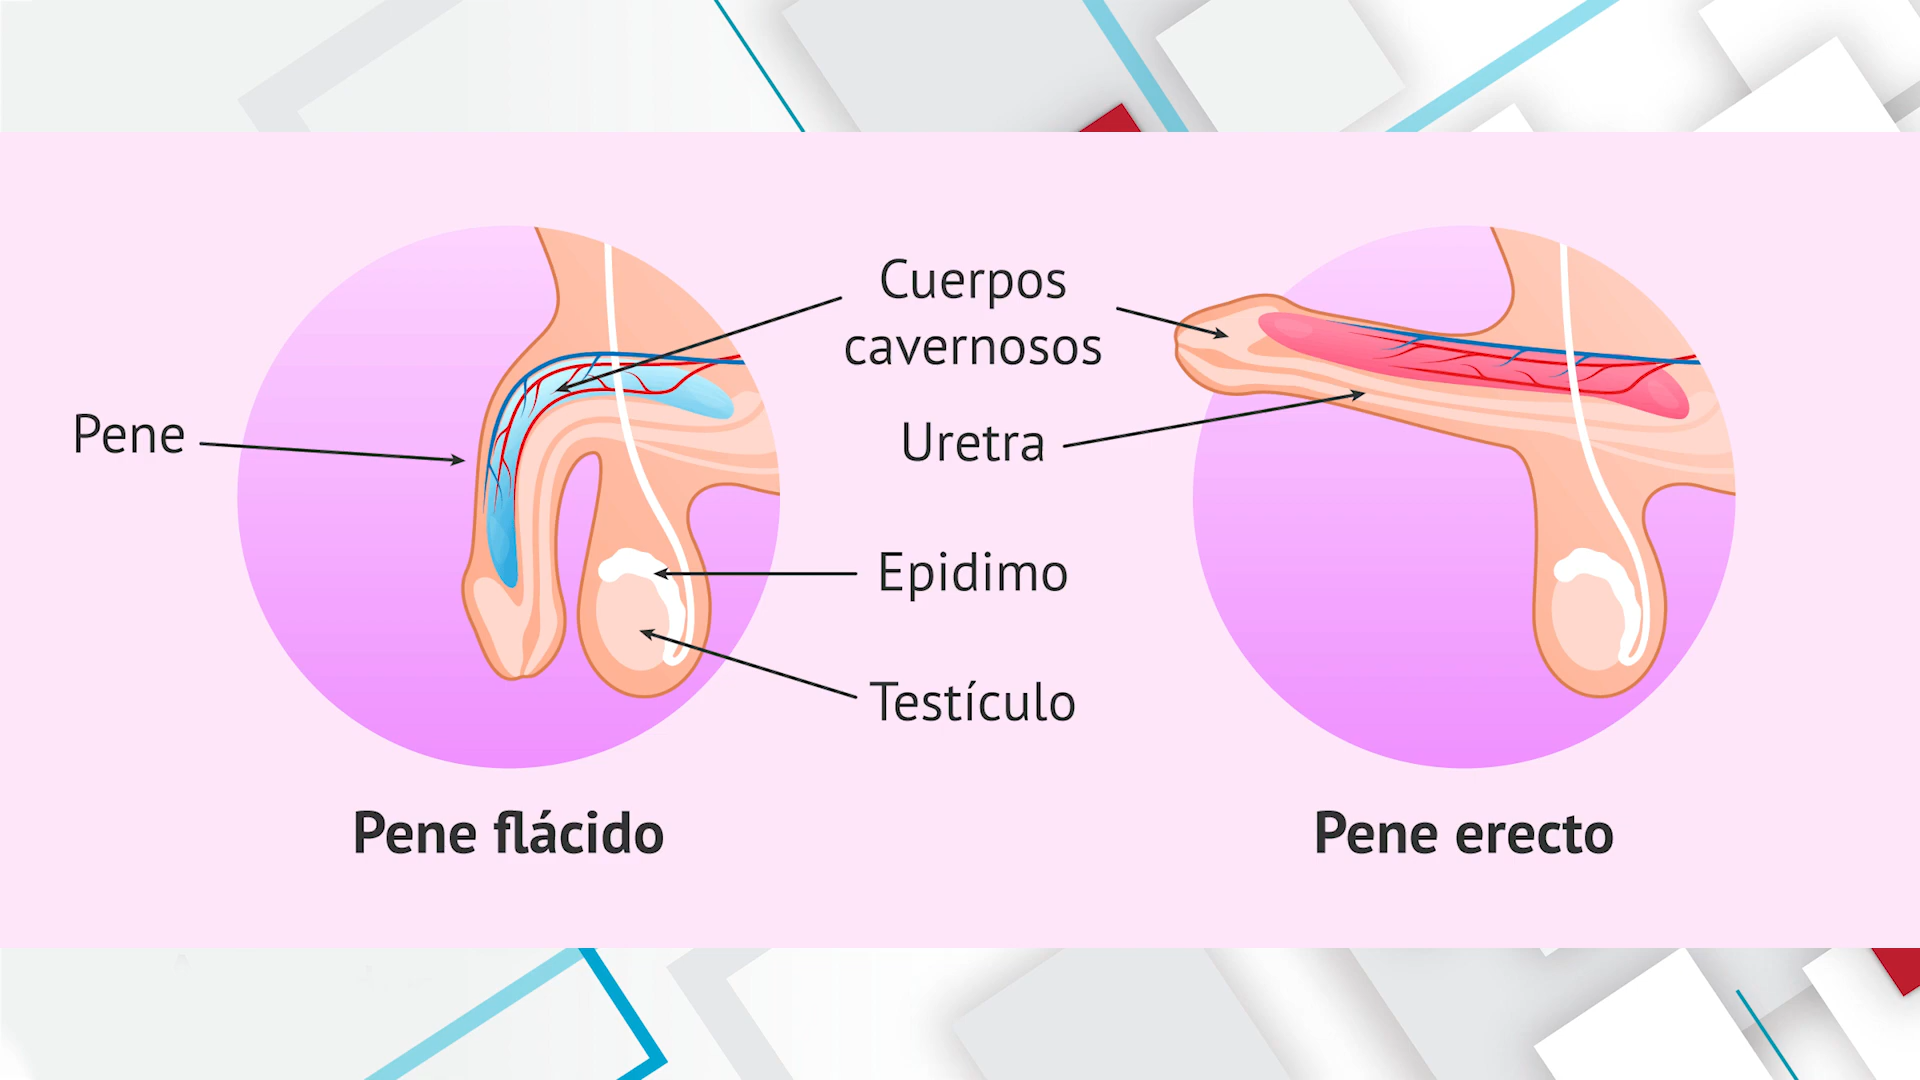 Cuerpos
cavernosos
Pene
Uretra
Epidimo
Testículo
Pene flácido
Pene erecto